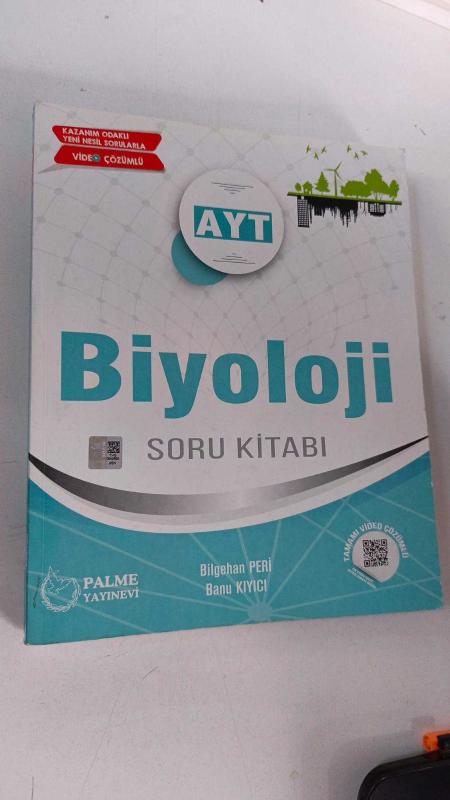 KAZANIM ODAKLI
YENİ NESİL SORULARLA
VİDEO ÇÖZÜMLÜ
AYT
Biyoloji
SORU KİTABI
TAMAMI VİDEO ÇÖZÜMLÜ
Bilgehan PERİ
Banu KIYICI
PALME
YAYINEVİ